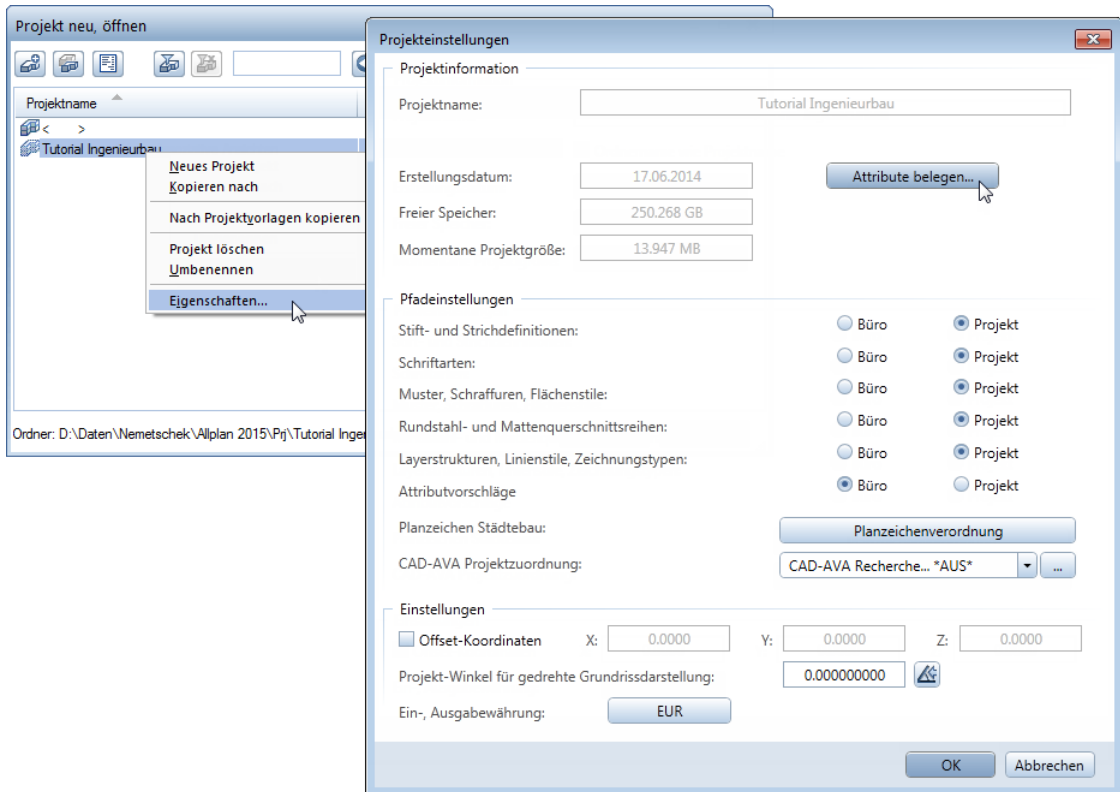 Projekt neu, öffnen
Projektname
< >
Tutorial Ingenieurbau
Neues Projekt
Kopieren nach
Nach Projektvorlagen kopieren
Projekt löschen
Umbenennen
Eigenschaften...
Ordner: D:\Daten\Nemetschek\Allplan 2015\Prj\Tutorial Inge
Projekteinstellungen
Projektinformation
Projektname: Tutorial Ingenieurbau
Erstellungsdatum: 17.06.2014 Attribute belegen...
Freier Speicher: 250.268 GB
Momentane Projektgröße: 13.947 MB
Pfadeinstellungen
Stift- und Strichdefinitionen: Büro Projekt
Schriftarten: Büro Projekt
Muster, Schraffuren, Flächenstile: Büro Projekt
Rundstahl- und Mattenquerschnittsreihen: Büro Projekt
Layerstrukturen, Linienstile, Zeichnungstypen: Büro Projekt
Attributvorschläge Büro Projekt
Planzeichen Städtebau: Planzeichenverordnung
CAD-AVA Projektzuordnung: CAD-AVA Recherche... *AUS* ...
Einstellungen
Offset-Koordinaten X: 0.0000 Y: 0.0000 Z: 0.0000
Projekt-Winkel für gedrehte Grundrissdarstellung: 0.000000000
Ein-, Ausgabewährung: EUR
OK Abbrechen